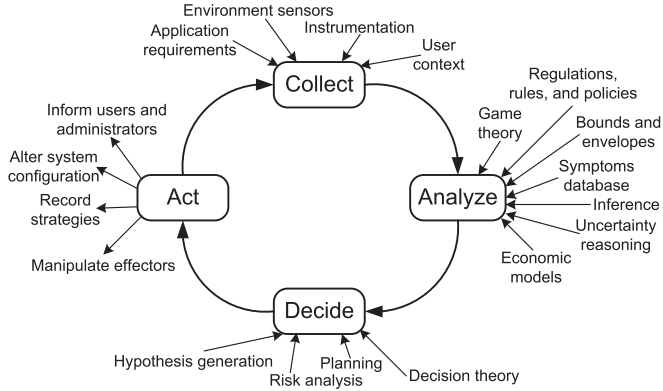 Environment sensors
Application
requirements
Instrumentation
User
context
Collect
Regulations,
rules, and policies
Game
theory
Bounds and
envelopes
Symptoms
database
Inference
Uncertainty
reasoning
Economic
models
Analyze
Inform users and
administrators
Alter system
configuration
Record
strategies
Manipulate effectors
Act
Decide
Hypothesis generation
Risk analysis
Planning
Decision theory